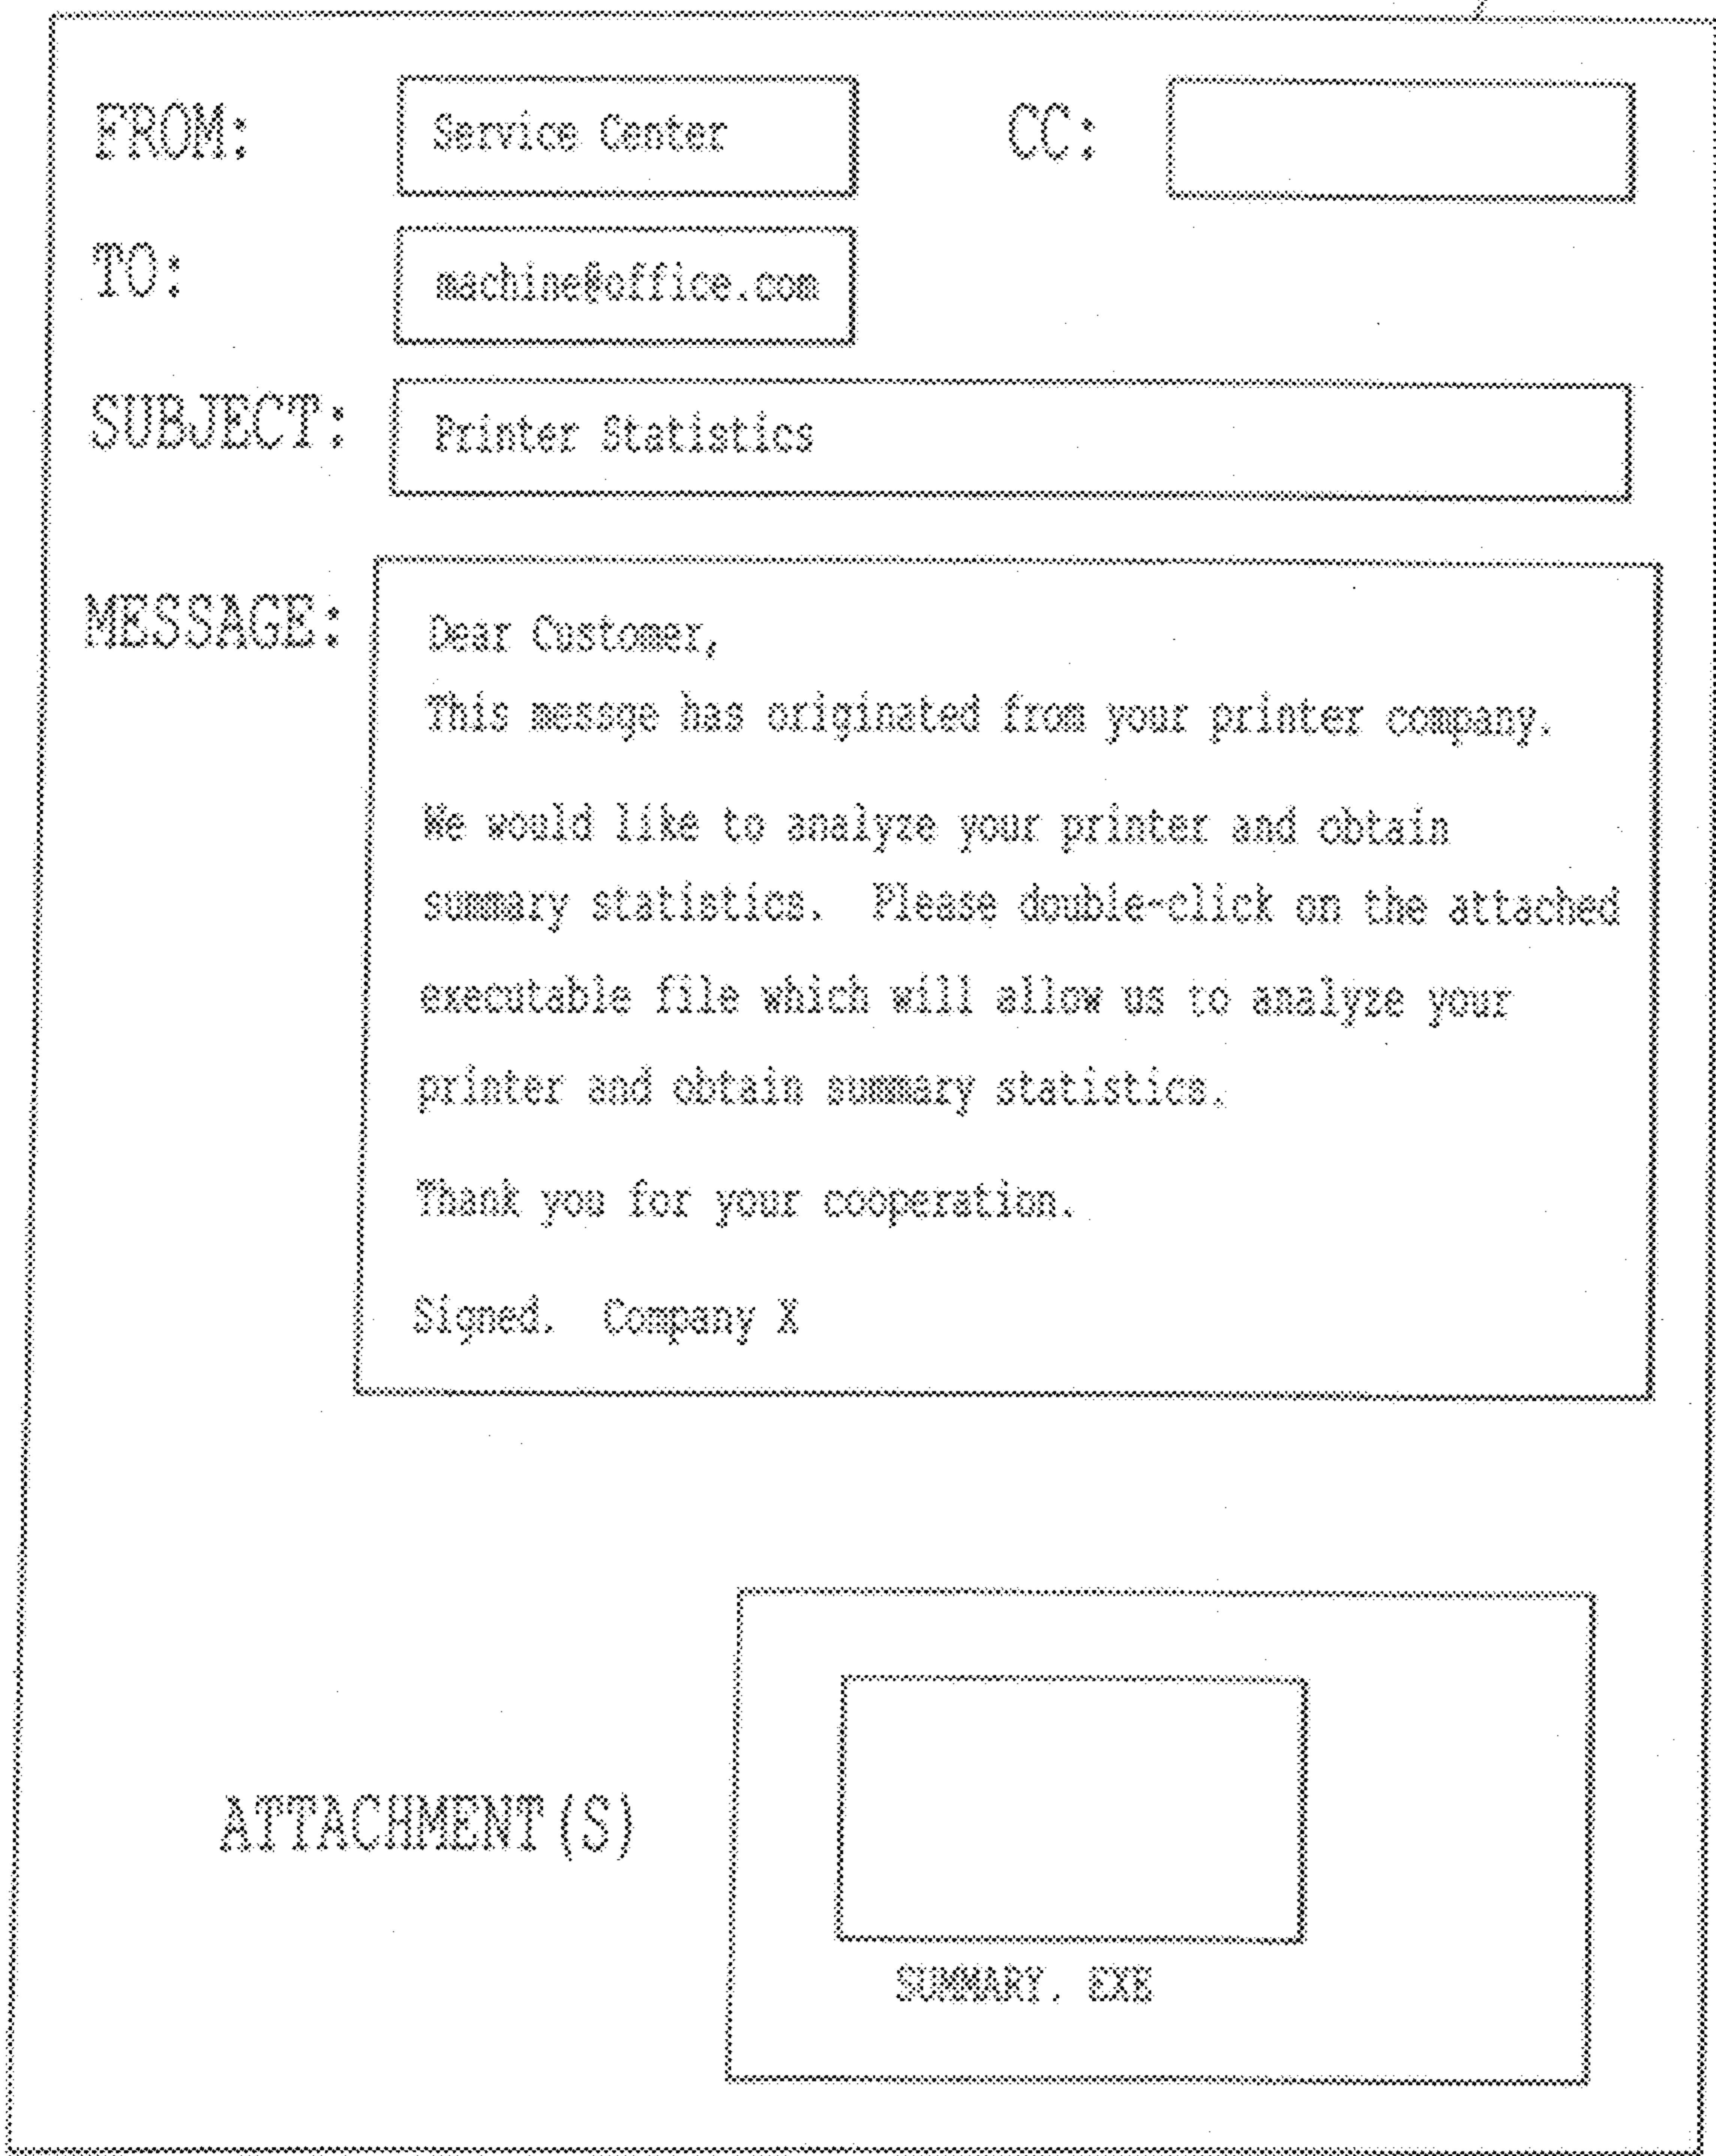 FROM: Service Center CC:
TO: machine@office.com
SUBJECT: Printer Statistics
MESSAGE: Dear Customer,
This messge has originated from your printer company.
We would like to analyze your printer and obtain
summary statistics. Please double-click on the attached
executable file which will allow us to analyze your
printer and obtain summary statistics.
Thank you for your cooperation.
Signed. Company X
ATTACHMENT(S)
SUMMARY. EXE